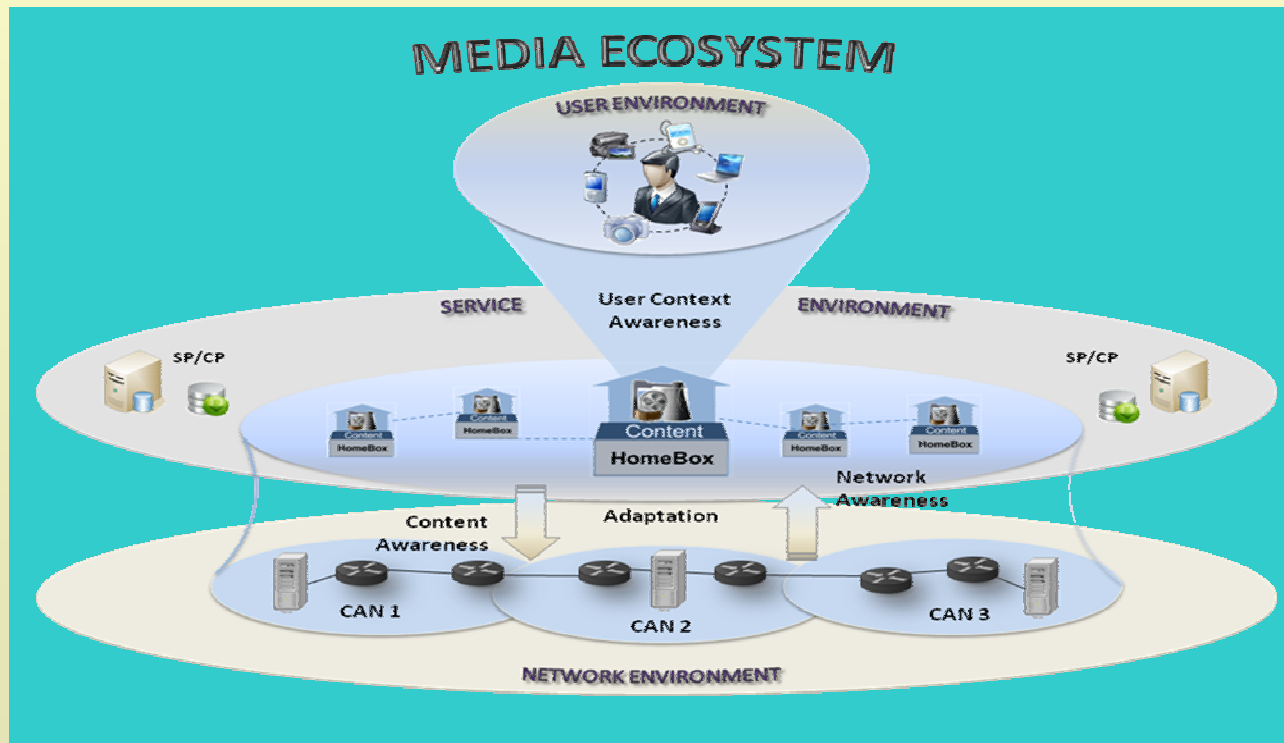 MEDIA ECOSYSTEM
USER ENVIRONMENT
SERVICE
ENVIRONMENT
User Context
Awareness
SP/CP
SP/CP
Content
HomeBox
Content
HomeBox
Content
HomeBox
Content
HomeBox
Content
HomeBox
Network
Awareness
Content
Awareness
Adaptation
CAN 1
CAN 2
CAN 3
NETWORK ENVIRONMENT